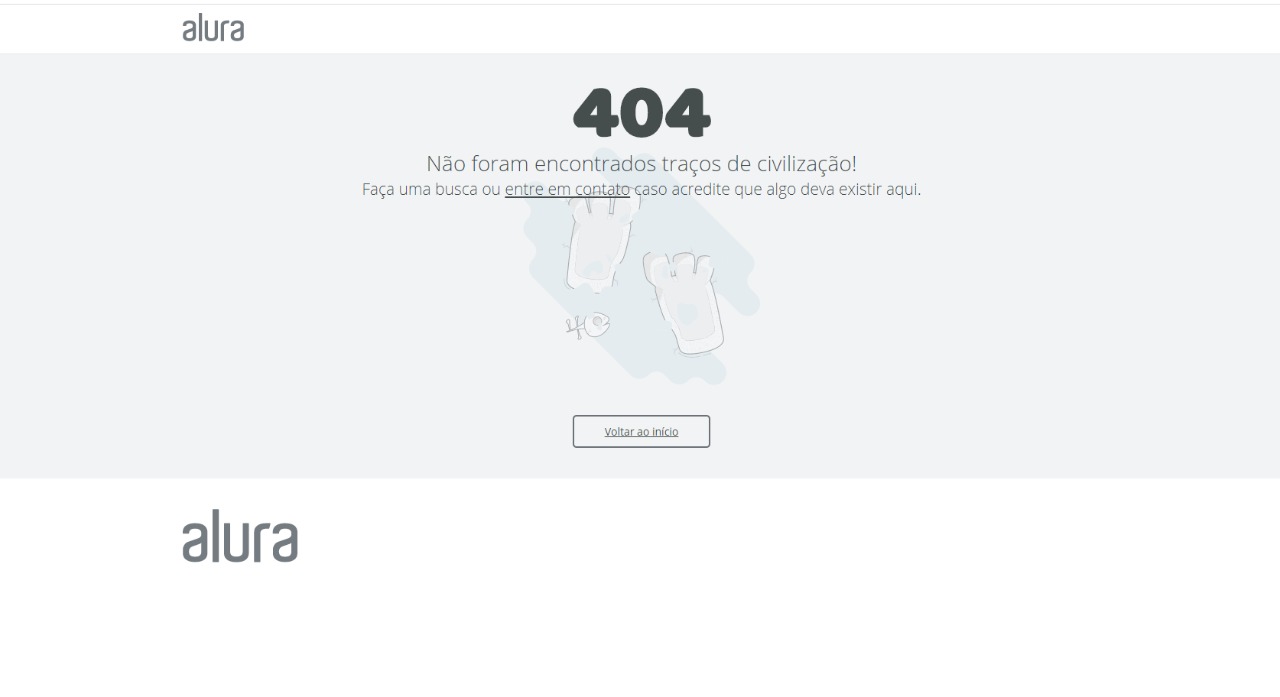 alura
404
Não foram encontrados traços de civilização!
Faça uma busca ou entre em contato caso acredite que algo deva existir aqui.
Voltar ao início
alura